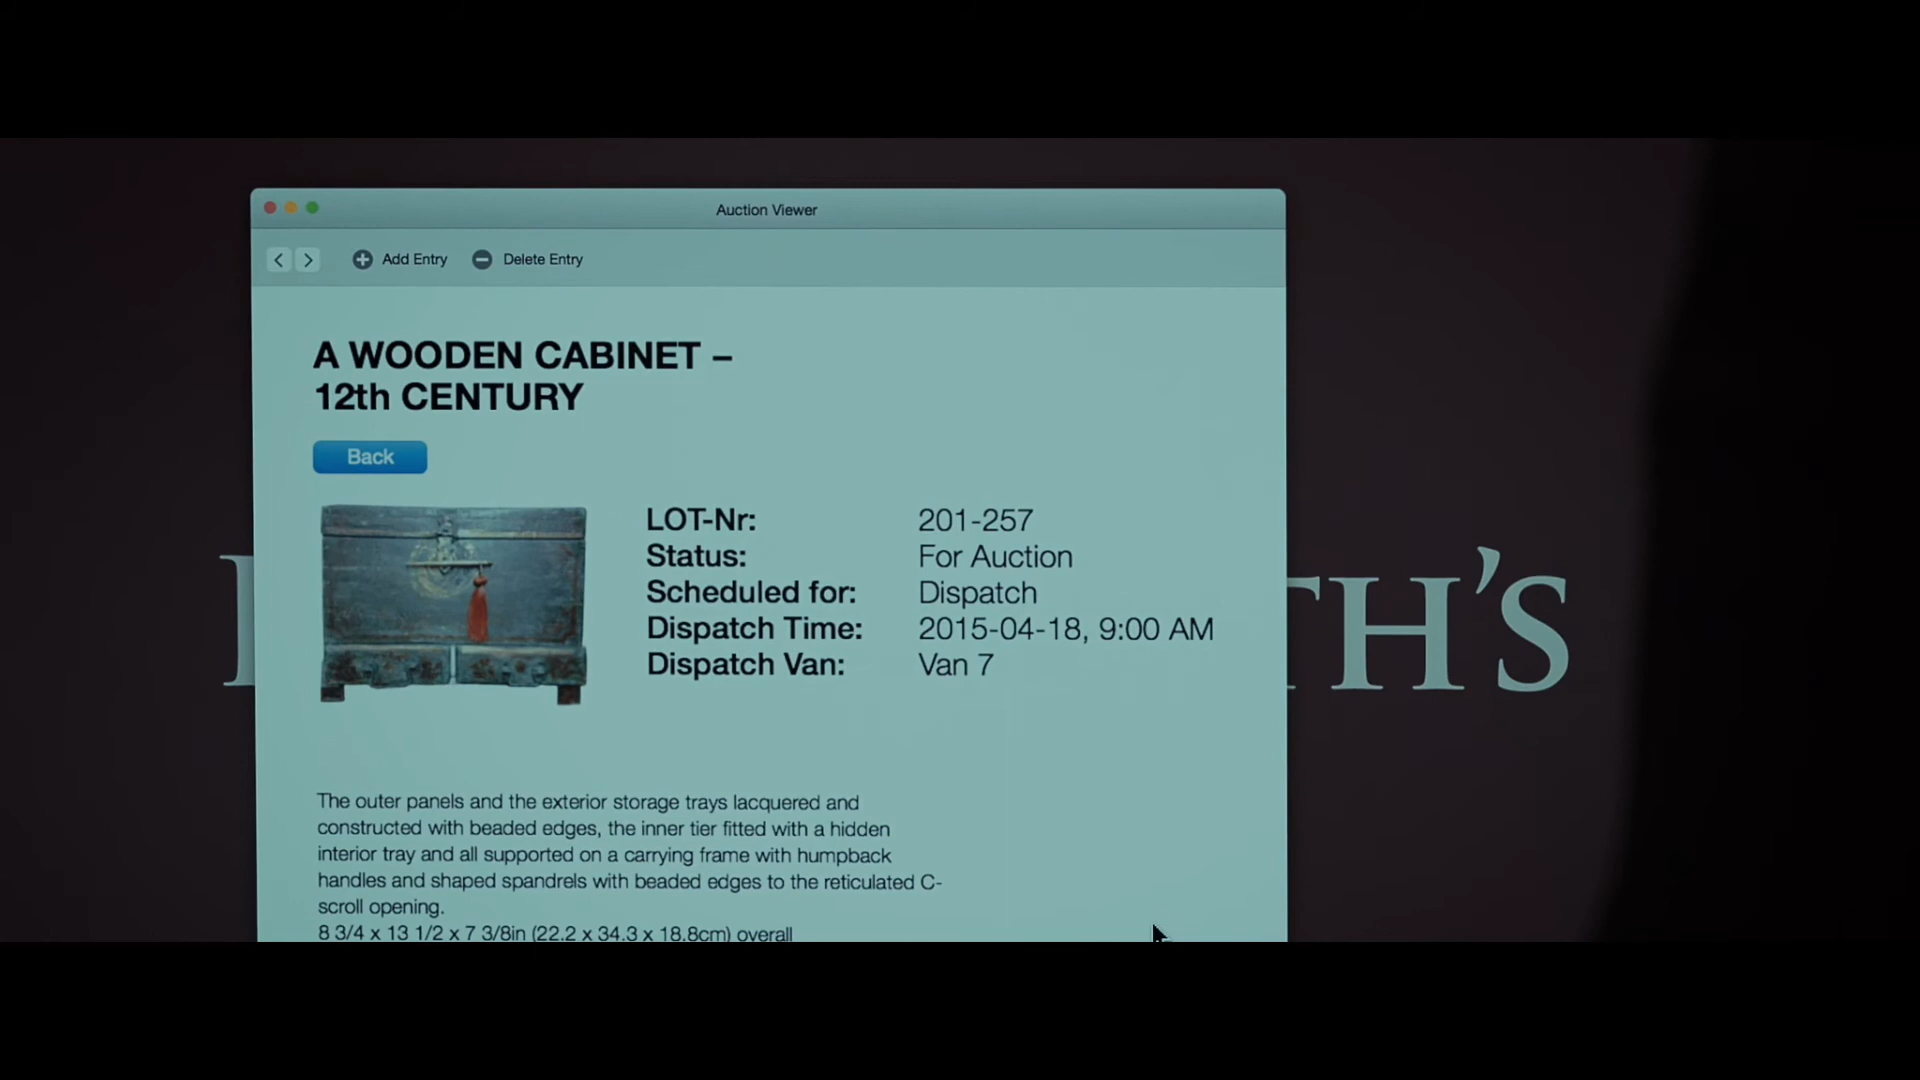 Auction Viewer
Add Entry Delete Entry
A WOODEN CABINET –
12th CENTURY
Back
LOT-Nr: 201-257
Status: For Auction
Scheduled for: Dispatch
Dispatch Time: 2015-04-18, 9:00 AM
Dispatch Van: Van 7
TH'S
The outer panels and the exterior storage trays lacquered and
constructed with beaded edges, the inner tier fitted with a hidden
interior tray and all supported on a carrying frame with humpback
handles and shaped spandrels with beaded edges to the reticulated C-
scroll opening.
8 3/4 x 13 1/2 x 7 3/8in (22.2 x 34.3 x 18.8cm) overall